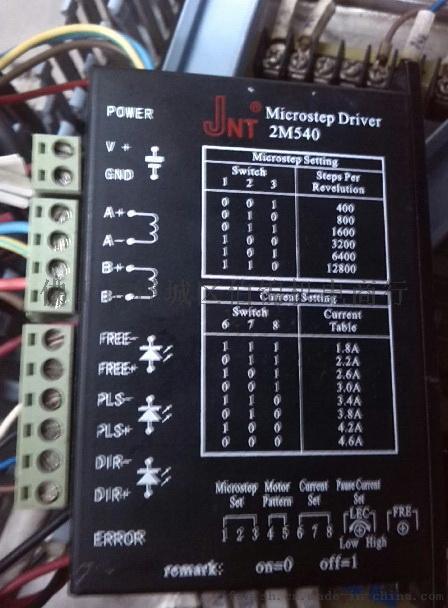 JNT® Microstep Driver
2M540
POWER
V+
GND
A+
A-
B+
B-
FREE-
FREE+
PLS-
PLS+
DIR-
DIR+
ERROR
Microstep Setting
Switch Steps Per
1 2 3 Revolution
0 0 1 400
0 1 0 800
0 1 1 1600
1 0 0 3200
1 0 1 6400
1 1 0 12800
Current Setting
Switch Current
6 7 8 Table
1 1 1 1.8A
0 1 1 2.2A
1 0 1 2.6A
0 0 1 3.0A
1 1 0 3.4A
0 1 0 3.8A
1 0 0 4.2A
0 0 0 4.6A
Microstep Motor Current Pause Current
Set Pattern Set Set
LEC FRE
1 2 3 4 5 6 7 8
Low High
remark: on=0 off=1